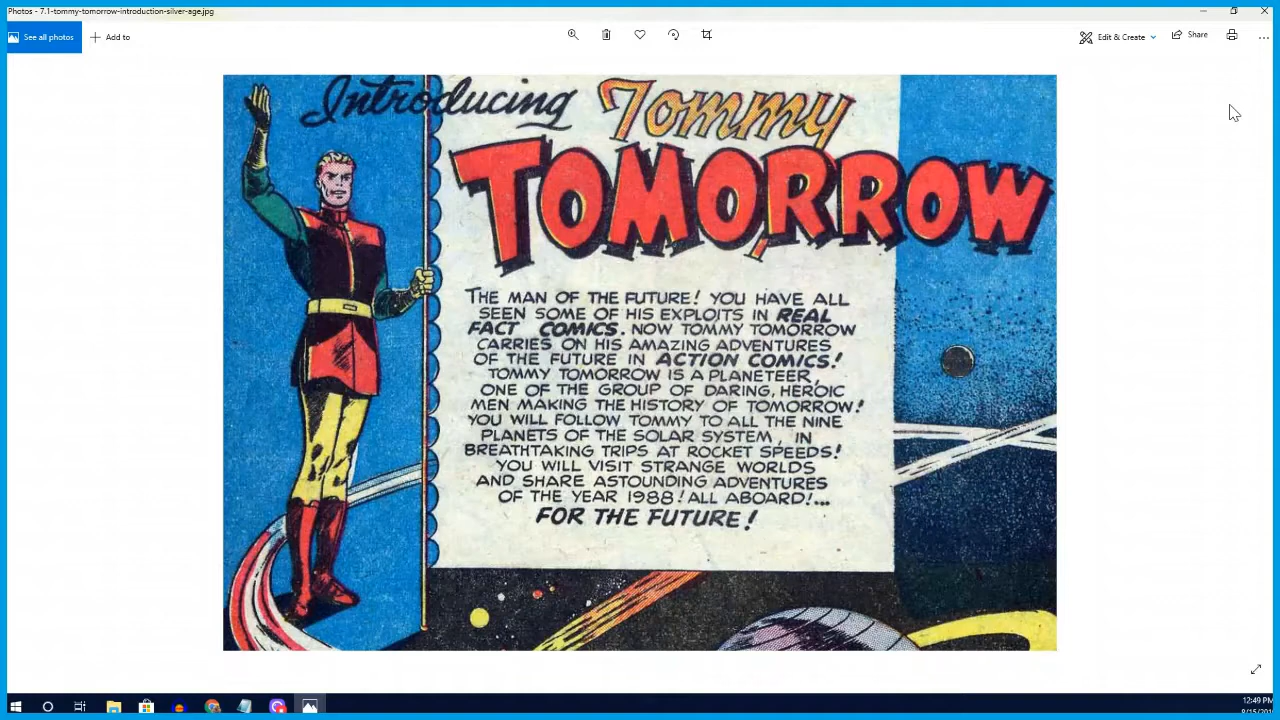 Photos - 7.1-tommy-tomorrow-introduction-silver-age.jpg
See all photos
Add to
Edit & Create
Share
Introducing Tommy
TOMORROW
THE MAN OF THE FUTURE! YOU HAVE ALL
SEEN SOME OF HIS EXPLOITS IN REAL
FACT COMICS. NOW TOMMY TOMORROW
CARRIES ON HIS AMAZING ADVENTURES
OF THE FUTURE IN ACTION COMICS!
TOMMY TOMORROW IS A PLANETEER,
ONE OF THE GROUP OF DARING, HEROIC
MEN MAKING THE HISTORY OF TOMORROW!
YOU WILL FOLLOW TOMMY TO ALL THE NINE
PLANETS OF THE SOLAR SYSTEM, IN
BREATHTAKING TRIPS AT ROCKET SPEEDS!
YOU WILL VISIT STRANGE WORLDS
AND SHARE ASTOUNDING ADVENTURES
OF THE YEAR 1988! ALL ABOARD!...
FOR THE FUTURE!
12:49 PM